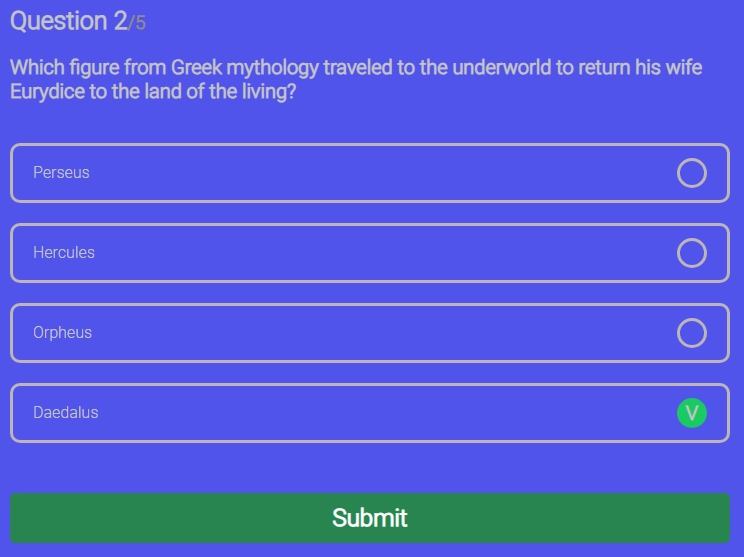 Question 2/5
Which figure from Greek mythology traveled to the underworld to return his wife
Eurydice to the land of the living?
Perseus
Hercules
Orpheus
Daedalus
V
Submit